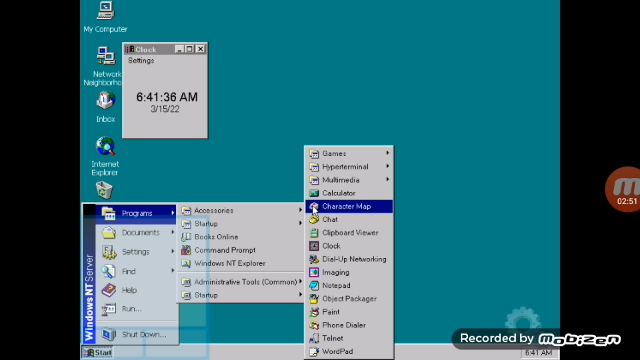 My Computer
Network
Neighborho
Inbox
Internet
Explorer
Clock
Settings
6:41:36 AM
3/15/22
Windows NT Server
Programs
Documents
Settings
Find
Help
Run...
Shut Down...
Accessories
Startup
Books Online
Command Prompt
Windows NT Explorer
Administrative Tools (Common)
Startup
Games
Hyperterminal
Multimedia
Calculator
Character Map
Chat
Clipboard Viewer
Clock
Dial-Up Networking
Imaging
Notepad
Object Packager
Paint
Phone Dialer
Telnet
WordPad
Start
6:41 AM
02:51
Recorded by Mobizen